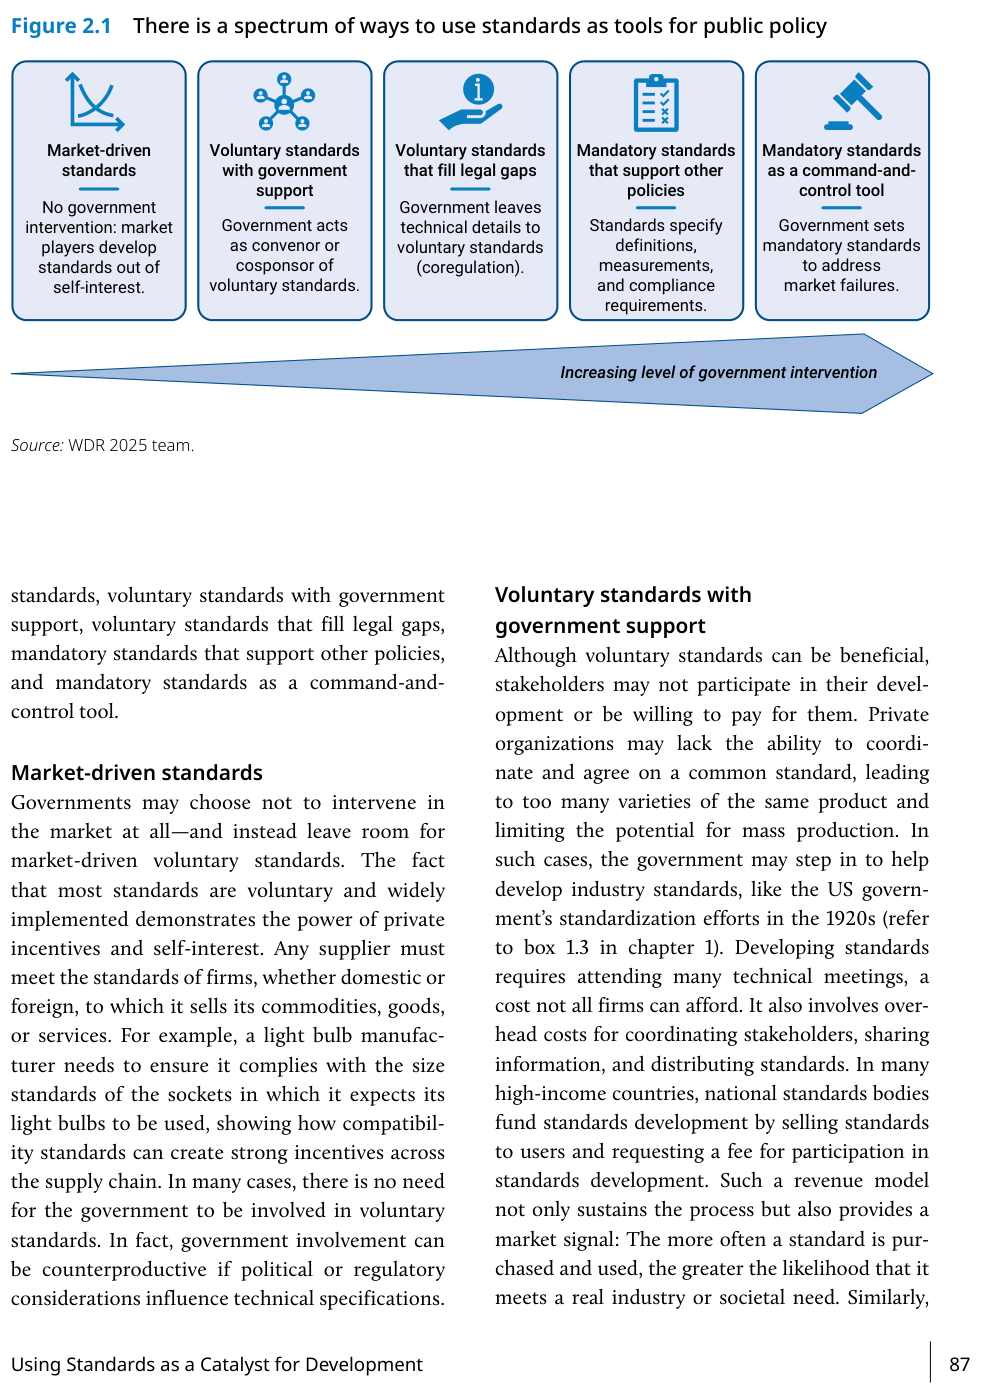 Figure 2.1 There is a spectrum of ways to use standards as tools for public policy
Market-driven
standards
No government
intervention: market
players develop
standards out of
self-interest.
Voluntary standards
with government
support
Government acts
as convenor or
cosponsor of
voluntary standards.
Voluntary standards
that fill legal gaps
Government leaves
technical details to
voluntary standards
(coregulation).
Mandatory standards
that support other
policies
Standards specify
definitions,
measurements,
and compliance
requirements.
Mandatory standards
as a command-and-
control tool
Government sets
mandatory standards
to address
market failures.
Increasing level of government intervention
Source: WDR 2025 team.
standards, voluntary standards with government
support, voluntary standards that fill legal gaps,
mandatory standards that support other policies,
and mandatory standards as a command-and-
control tool.
Market-driven standards
Governments may choose not to intervene in
the market at all—and instead leave room for
market-driven voluntary standards. The fact
that most standards are voluntary and widely
implemented demonstrates the power of private
incentives and self-interest. Any supplier must
meet the standards of firms, whether domestic or
foreign, to which it sells its commodities, goods,
or services. For example, a light bulb manufac-
turer needs to ensure it complies with the size
standards of the sockets in which it expects its
light bulbs to be used, showing how compatibil-
ity standards can create strong incentives across
the supply chain. In many cases, there is no need
for the government to be involved in voluntary
standards. In fact, government involvement can
be counterproductive if political or regulatory
considerations influence technical specifications.
Voluntary standards with
government support
Although voluntary standards can be beneficial,
stakeholders may not participate in their devel-
opment or be willing to pay for them. Private
organizations may lack the ability to coordi-
nate and agree on a common standard, leading
to too many varieties of the same product and
limiting the potential for mass production. In
such cases, the government may step in to help
develop industry standards, like the US govern-
ment’s standardization efforts in the 1920s (refer
to box 1.3 in chapter 1). Developing standards
requires attending many technical meetings, a
cost not all firms can afford. It also involves over-
head costs for coordinating stakeholders, sharing
information, and distributing standards. In many
high-income countries, national standards bodies
fund standards development by selling standards
to users and requesting a fee for participation in
standards development. Such a revenue model
not only sustains the process but also provides a
market signal: The more often a standard is pur-
chased and used, the greater the likelihood that it
meets a real industry or societal need. Similarly,
Using Standards as a Catalyst for Development
87